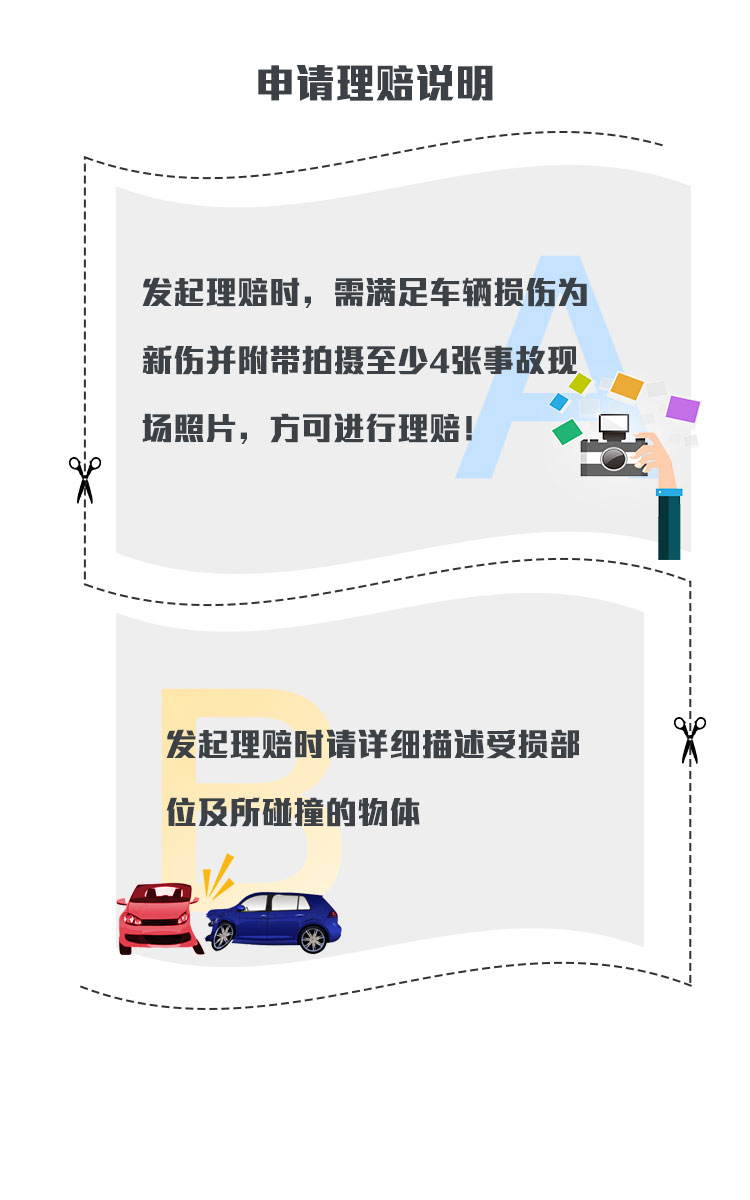 申请理赔说明
A
发起理赔时，需满足车辆损伤为
新伤并附带拍摄至少4张事故现
场照片，方可进行理赔！
B
发起理赔时请详细描述受损部
位及所碰撞的物体